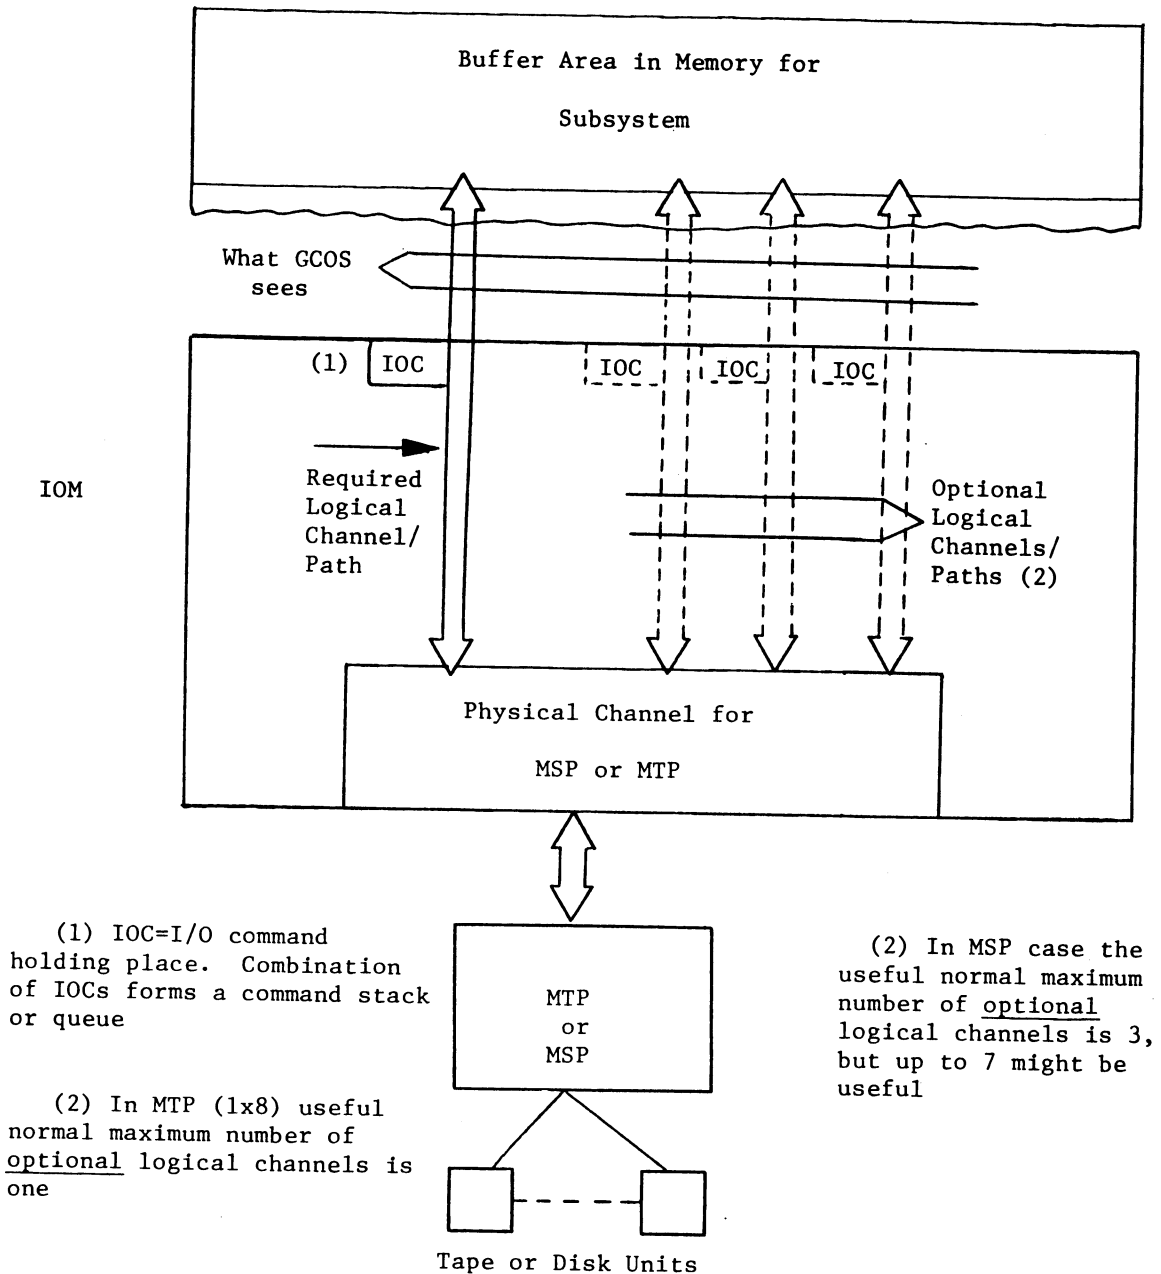 Buffer Area in Memory for
Subsystem
What GCOS
sees
(1)
IOC
IOC
IOC
IOC
IOM
Required
Logical
Channel/
Path
Optional
Logical
Channels/
Paths (2)
Physical Channel for
MSP or MTP
(1) IOC=I/O command
holding place. Combination
of IOCs forms a command stack
or queue
(2) In MTP (1x8) useful
normal maximum number of
optional logical channels is
one
MTP
or
MSP
(2) In MSP case the
useful normal maximum
number of optional
logical channels is 3,
but up to 7 might be
useful
Tape or Disk Units